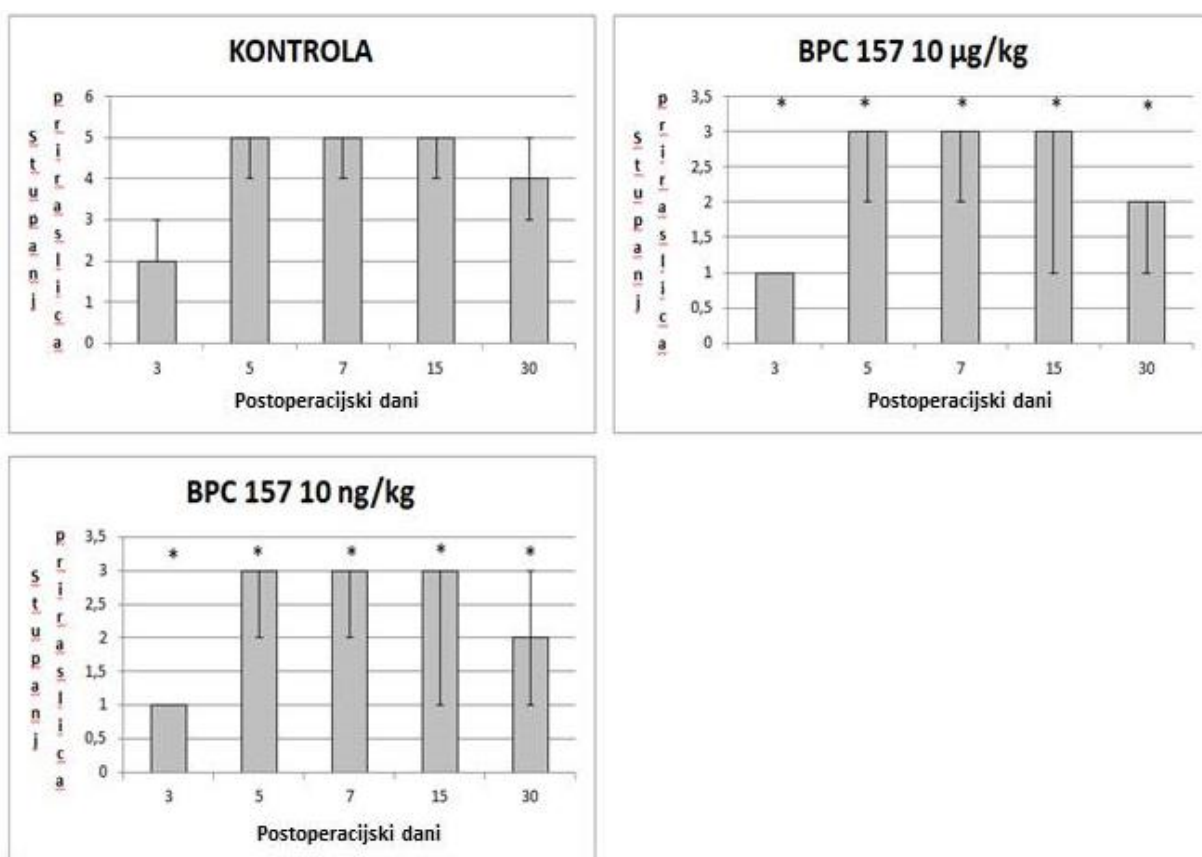 KONTROLA
Stupanj
priraslica
6
5
4
3
2
1
0
3 5 7 15 30
Postoperacijski dani
BPC 157 10 µg/kg
Stupanj
priraslica
3,5
3
2,5
2
1,5
1
0,5
0
* * * * *
3 5 7 15 30
Postoperacijski dani
BPC 157 10 ng/kg
Stupanj
priraslica
3,5
3
2,5
2
1,5
1
0,5
0
* * * * *
3 5 7 15 30
Postoperacijski dani